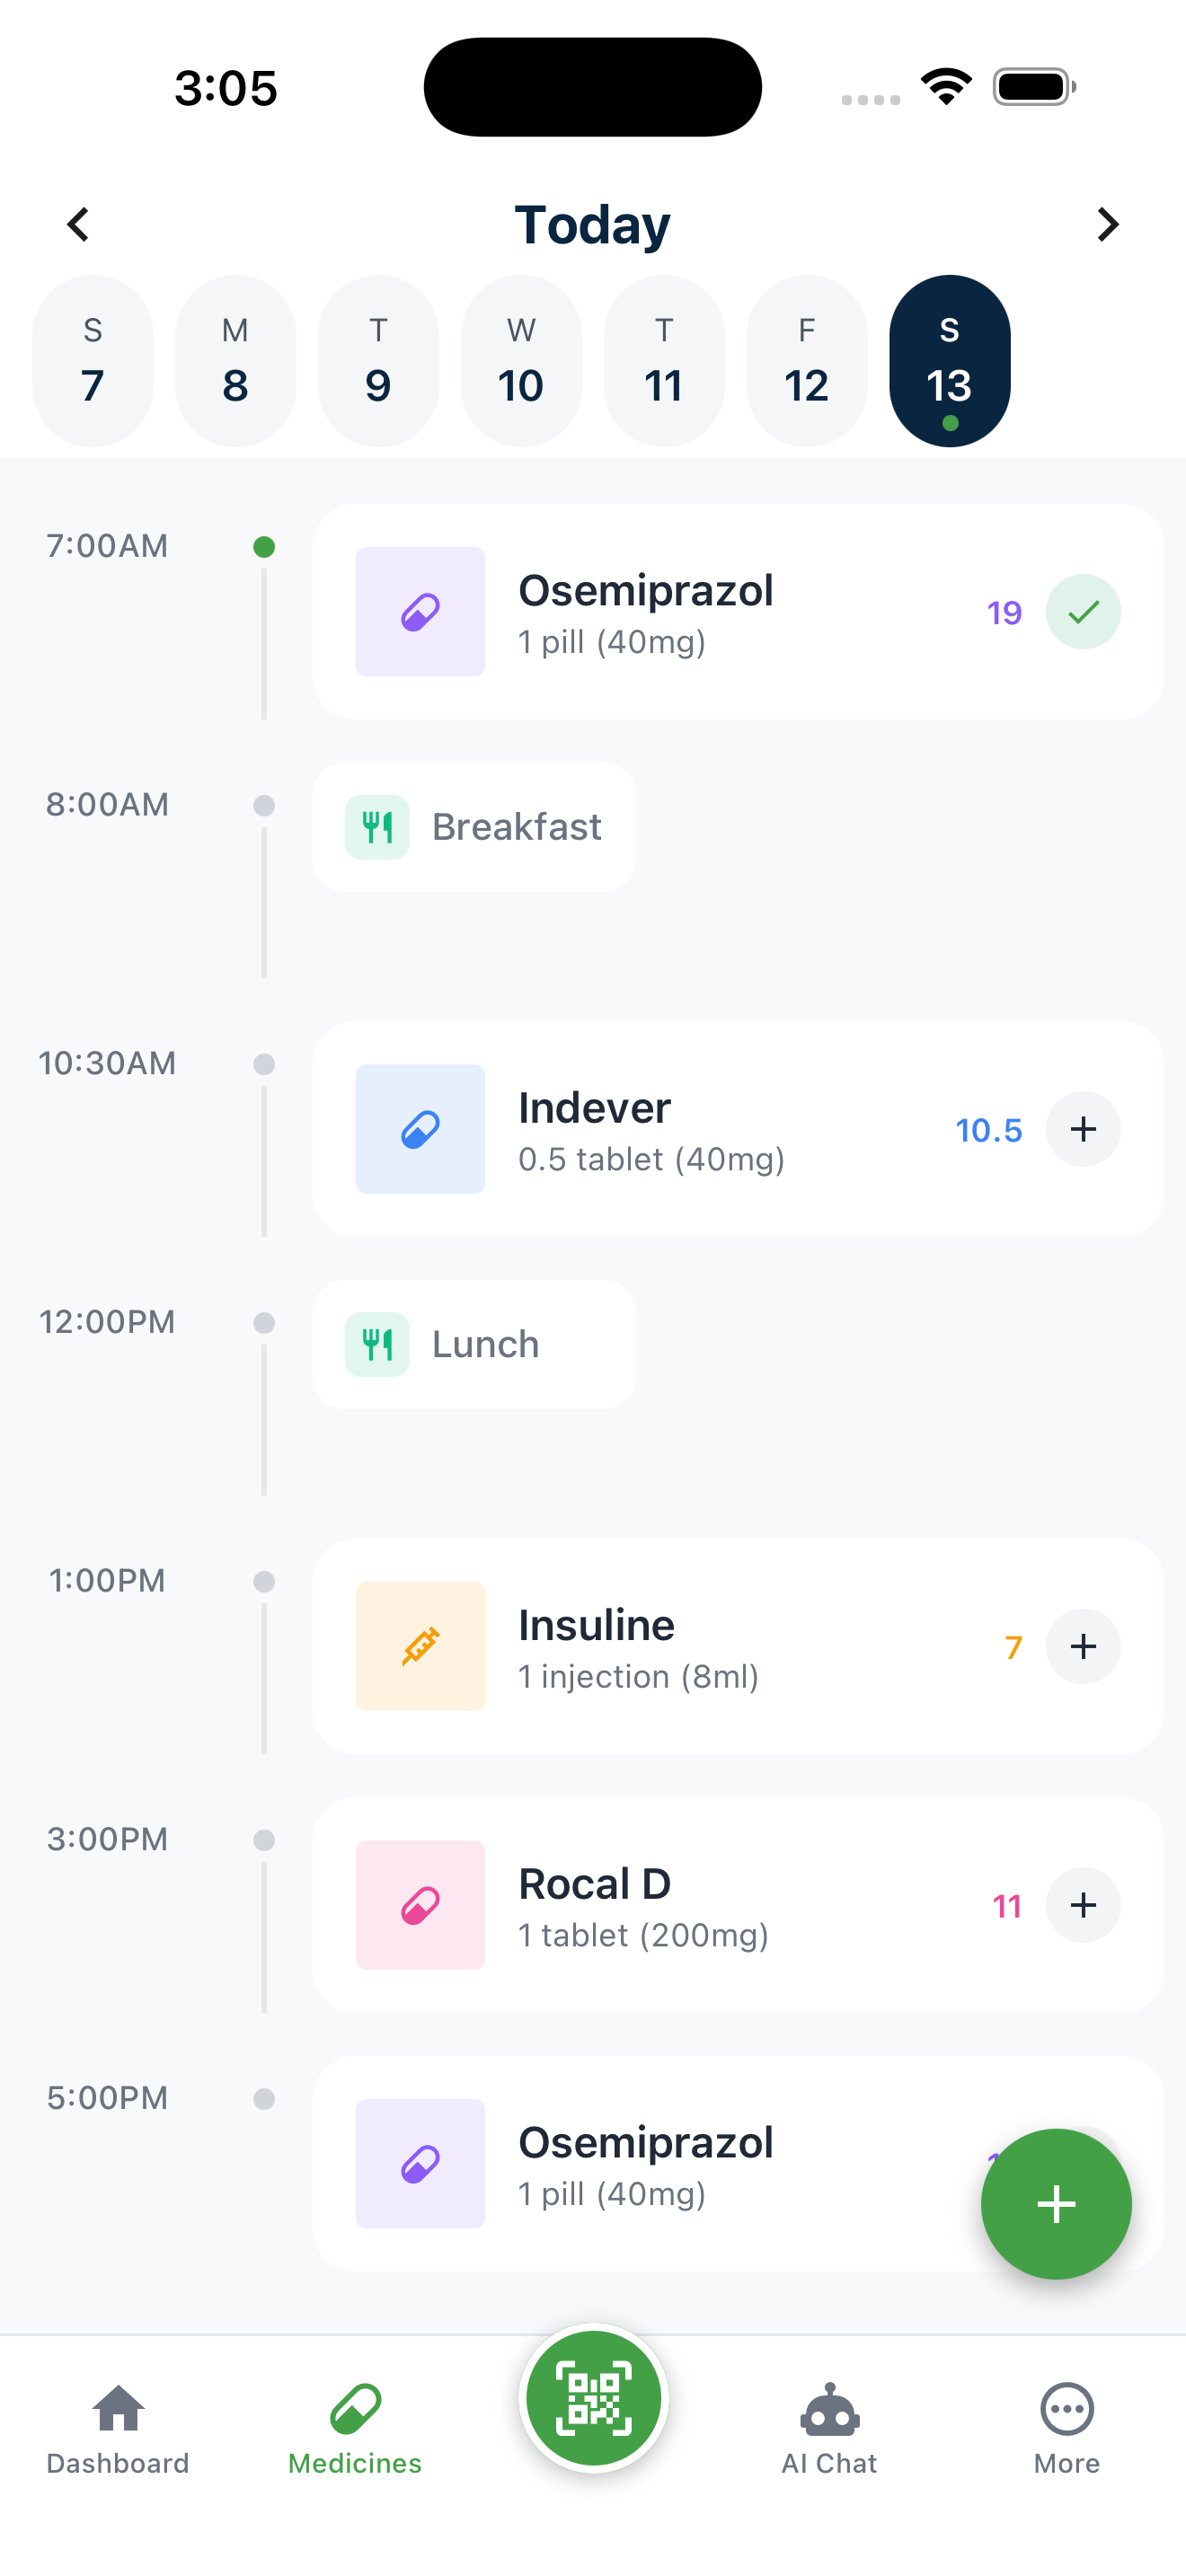 3:05
Today
S M T W T F S
7 8 9 10 11 12 13
7:00AM
Osemiprazol
1 pill (40mg)
19
8:00AM
Breakfast
10:30AM
Indever
0.5 tablet (40mg)
10.5
12:00PM
Lunch
1:00PM
Insuline
1 injection (8ml)
7
3:00PM
Rocal D
1 tablet (200mg)
11
5:00PM
Osemiprazol
1 pill (40mg)
Dashboard
Medicines
AI Chat
More